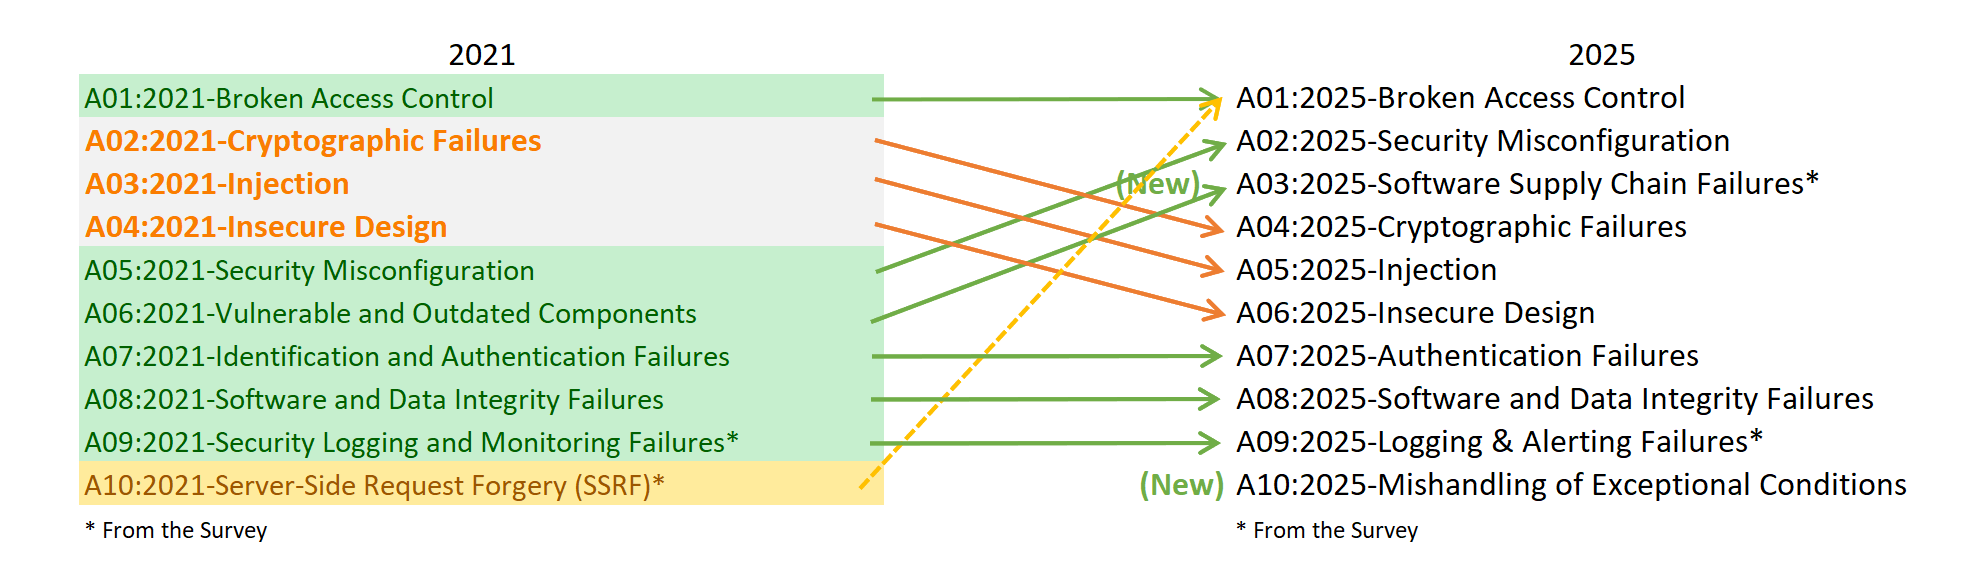 2021
A01:2021-Broken Access Control
A02:2021-Cryptographic Failures
A03:2021-Injection
A04:2021-Insecure Design
A05:2021-Security Misconfiguration
A06:2021-Vulnerable and Outdated Components
A07:2021-Identification and Authentication Failures
A08:2021-Software and Data Integrity Failures
A09:2021-Security Logging and Monitoring Failures*
A10:2021-Server-Side Request Forgery (SSRF)*
* From the Survey
2025
A01:2025-Broken Access Control
A02:2025-Security Misconfiguration
(New) A03:2025-Software Supply Chain Failures*
A04:2025-Cryptographic Failures
A05:2025-Injection
A06:2025-Insecure Design
A07:2025-Authentication Failures
A08:2025-Software and Data Integrity Failures
A09:2025-Logging & Alerting Failures*
(New) A10:2025-Mishandling of Exceptional Conditions
* From the Survey